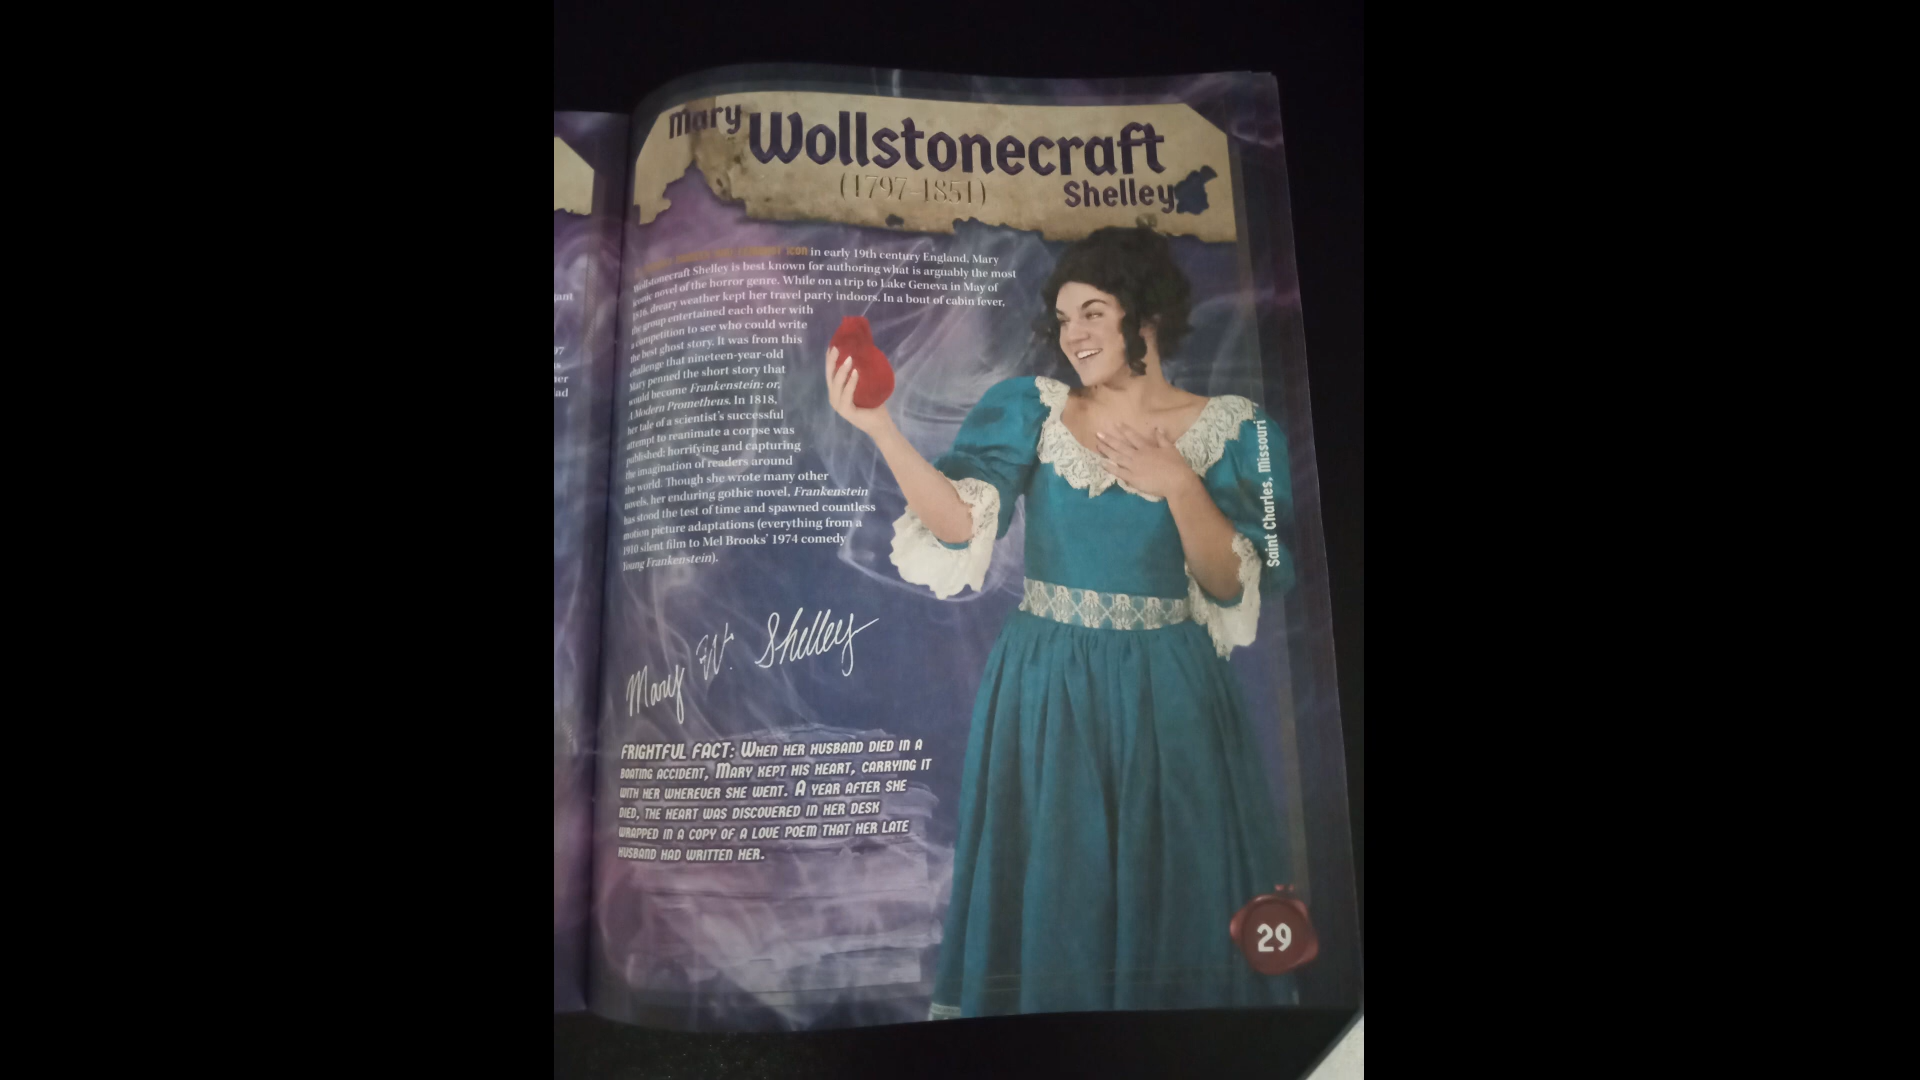 Mary
Wollstonecraft
(1797-1851)
Shelley
icon in early 19th century England, Mary
Wollstonecraft Shelley is best known for authoring what is arguably the most
iconic novel of the horror genre. While on a trip to Lake Geneva in May of
1816, dreary weather kept her travel party indoors. In a bout of cabin fever,
the group entertained each other with
a competition to see who could write
the best ghost story. It was from this
challenge that nineteen-year-old
Mary penned the short story that
would become Frankenstein: or,
A Modern Prometheus. In 1818,
her tale of a scientist's successful
attempt to reanimate a corpse was
published; horrifying and capturing
the imagination of readers around
the world. Though she wrote many other
novels, her enduring gothic novel, Frankenstein
has stood the test of time and spawned countless
motion picture adaptations (everything from a
1910 silent film to Mel Brooks' 1974 comedy
Young Frankenstein).
Mary W. Shelley
FRIGHTFUL FACT: WHEN HER HUSBAND DIED IN A
BOATING ACCIDENT, MARY KEPT HIS HEART, CARRYING IT
WITH HER WHEREVER SHE WENT. A YEAR AFTER SHE
DIED, THE HEART WAS DISCOVERED IN HER DESK
WRAPPED IN A COPY OF A LOVE POEM THAT HER LATE
HUSBAND HAD WRITTEN HER.
Saint Charles, Missouri
29